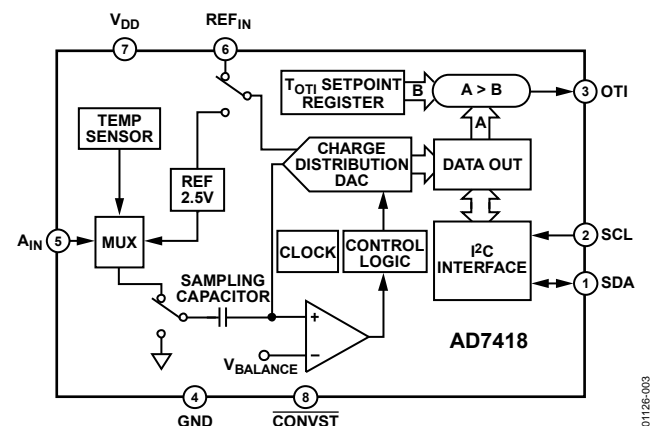 VDD
REFIN
7
6
TEMP
SENSOR
TOTI SETPOINT
REGISTER
B
A > B
3
OTI
A
REF
2.5V
CHARGE
DISTRIBUTION
DAC
DATA OUT
AIN
5
MUX
CLOCK
CONTROL
LOGIC
I2C
INTERFACE
2
SCL
1
SDA
SAMPLING
CAPACITOR
+
–
VBALANCE
AD7418
4
GND
8
CONVST
01126-003